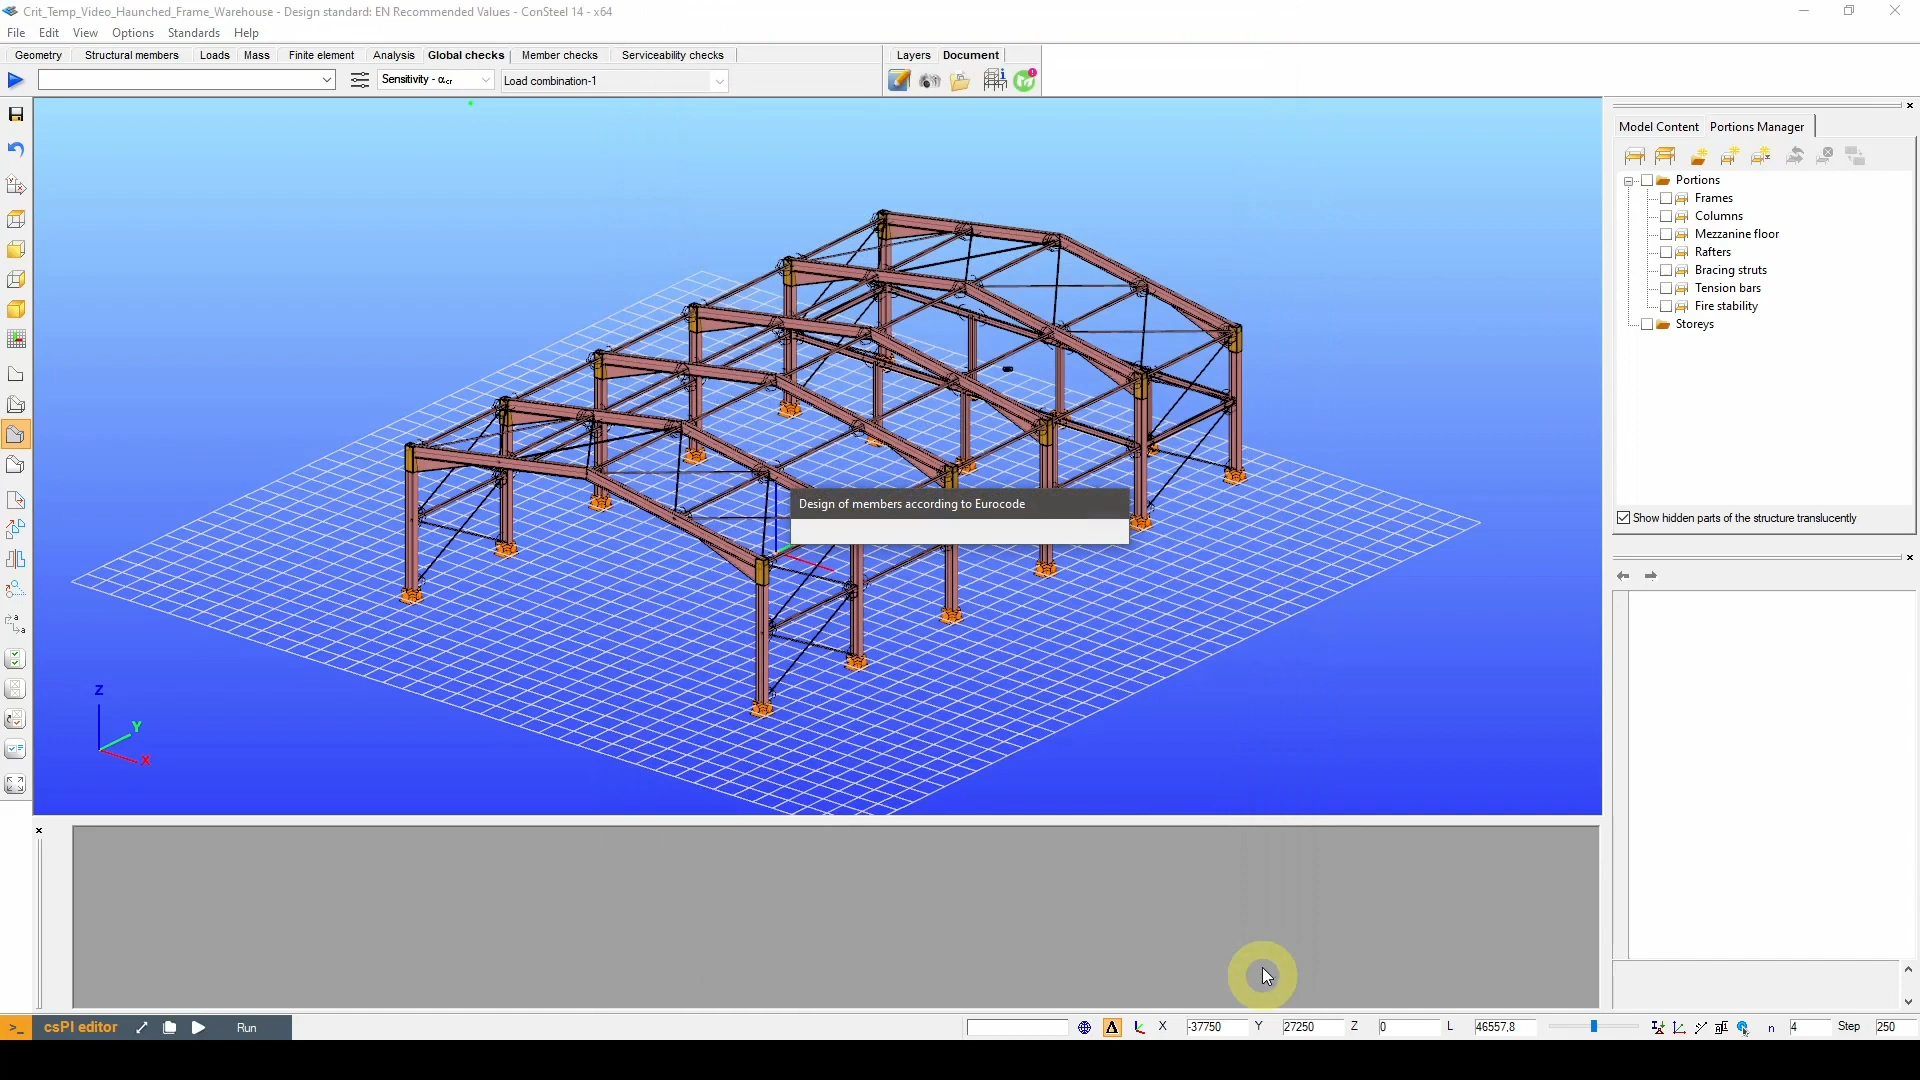 Crit_Temp_Video_Haunched_Frame_Warehouse - Design standard: EN Recommended Values - ConSteel 14 - x64
File Edit View Options Standards Help
Geometry Structural members Loads Mass Finite element Analysis Global checks Member checks Serviceability checks Layers Document
Sensitivity - αcr Load combination-1
Model Content Portions Manager
Portions
Frames
Columns
Mezzanine floor
Rafters
Bracing struts
Tension bars
Fire stability
Storeys
Design of members according to Eurocode
Show hidden parts of the structure translucently
Z
Y
X
>_ csPI editor Run X -37750 Y 27250 Z 0 L 46557,8 n 4 Step 250